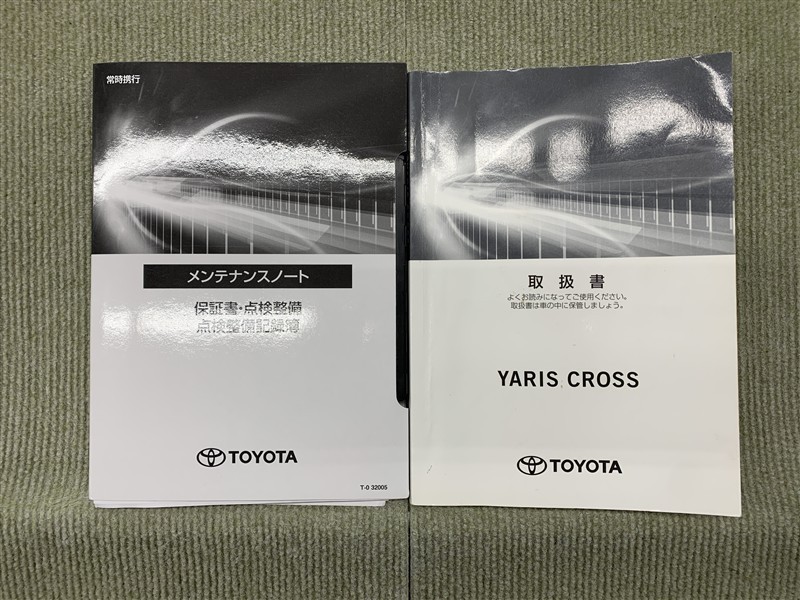 常時携行
メンテナンスノート
保証書・点検整備
点検整備記録簿
TOYOTA
T-0 32005
取扱書
よくお読みになってご使用ください。
取扱書は車の中に保管しましょう。
YARIS CROSS
TOYOTA